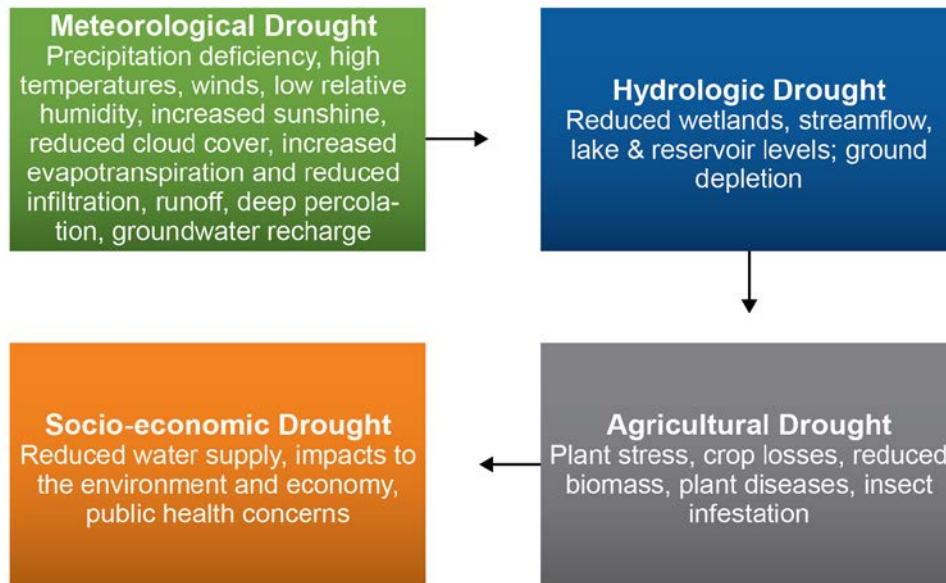 Meteorological Drought
Precipitation deficiency, high
temperatures, winds, low relative
humidity, increased sunshine,
reduced cloud cover, increased
evapotranspiration and reduced
infiltration, runoff, deep percola-
tion, groundwater recharge
Hydrologic Drought
Reduced wetlands, streamflow,
lake & reservoir levels; ground
depletion
Agricultural Drought
Plant stress, crop losses, reduced
biomass, plant diseases, insect
infestation
Socio-economic Drought
Reduced water supply, impacts to
the environment and economy,
public health concerns